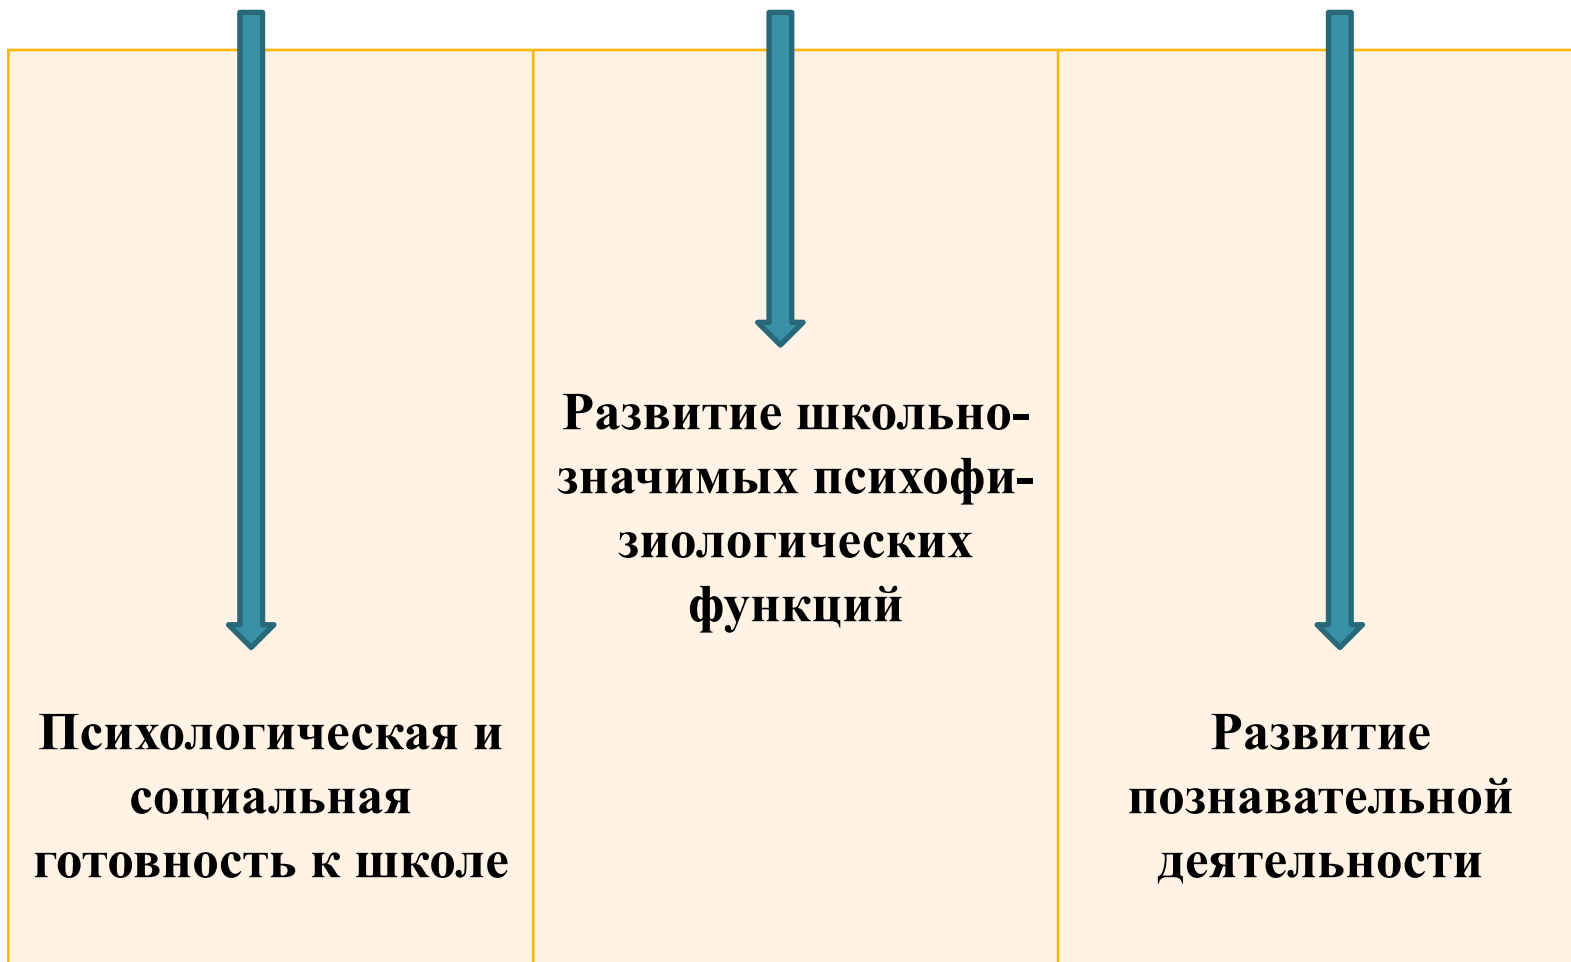 Психологическая и
социальная
готовность к школе
Развитие школьно-
значимых психофи-
зиологических
функций
Развитие
познавательной
деятельности